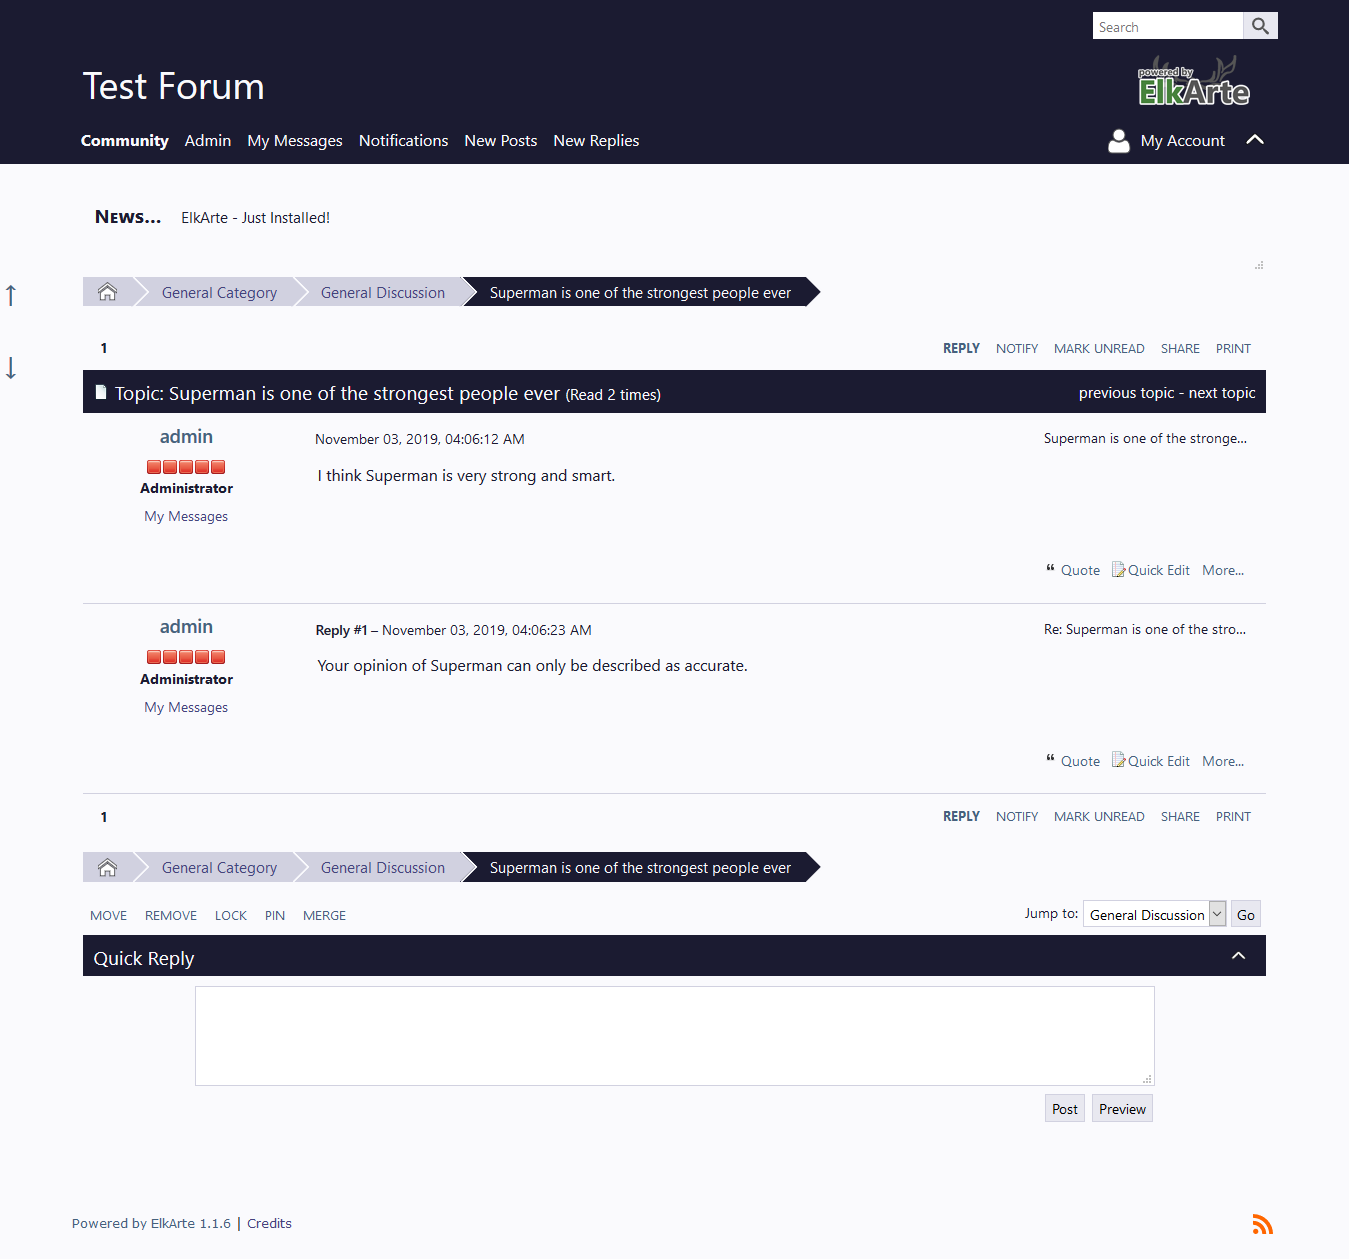 Search
Test Forum
powered by
ElkArte
Community Admin My Messages Notifications New Posts New Replies
My Account
News... ElkArte - Just Installed!
General Category General Discussion Superman is one of the strongest people ever
1
REPLY NOTIFY MARK UNREAD SHARE PRINT
Topic: Superman is one of the strongest people ever (Read 2 times)
previous topic - next topic
admin
Administrator
My Messages
November 03, 2019, 04:06:12 AM
Superman is one of the stronge...
I think Superman is very strong and smart.
“ Quote Quick Edit More...
admin
Administrator
My Messages
Reply #1 – November 03, 2019, 04:06:23 AM
Re: Superman is one of the stro...
Your opinion of Superman can only be described as accurate.
“ Quote Quick Edit More...
1
REPLY NOTIFY MARK UNREAD SHARE PRINT
General Category General Discussion Superman is one of the strongest people ever
MOVE REMOVE LOCK PIN MERGE
Jump to: General Discussion Go
Quick Reply
Post Preview
Powered by ElkArte 1.1.6 | Credits